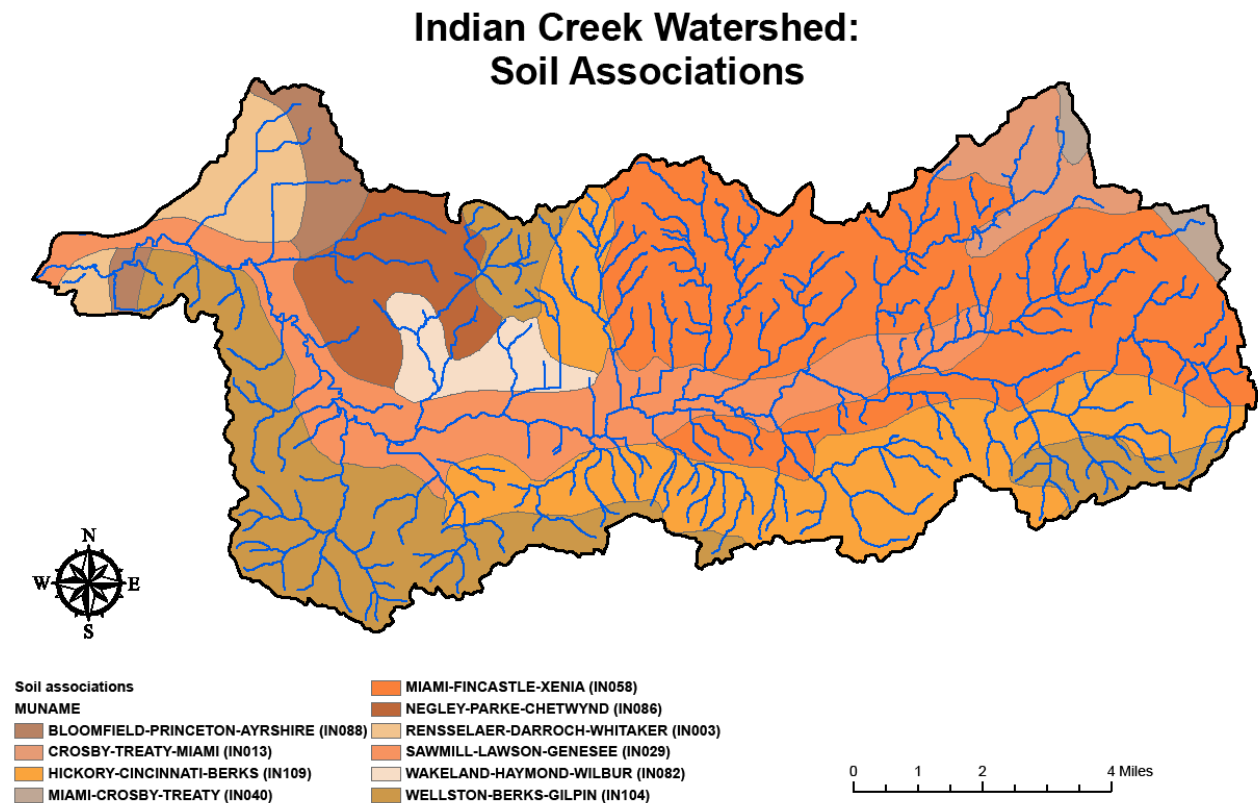 Indian Creek Watershed:
Soil Associations
N
W
E
S
Soil associations
MUNAME
BLOOMFIELD-PRINCETON-AYRSHIRE (IN088)
CROSBY-TREATY-MIAMI (IN013)
HICKORY-CINCINNATI-BERKS (IN109)
MIAMI-CROSBY-TREATY (IN040)
MIAMI-FINCASTLE-XENIA (IN058)
NEGLEY-PARKE-CHETWYND (IN086)
RENSSELAER-DARROCH-WHITAKER (IN003)
SAWMILL-LAWSON-GENESEE (IN029)
WAKELAND-HAYMOND-WILBUR (IN082)
WELLSTON-BERKS-GILPIN (IN104)
0 1 2 4 Miles